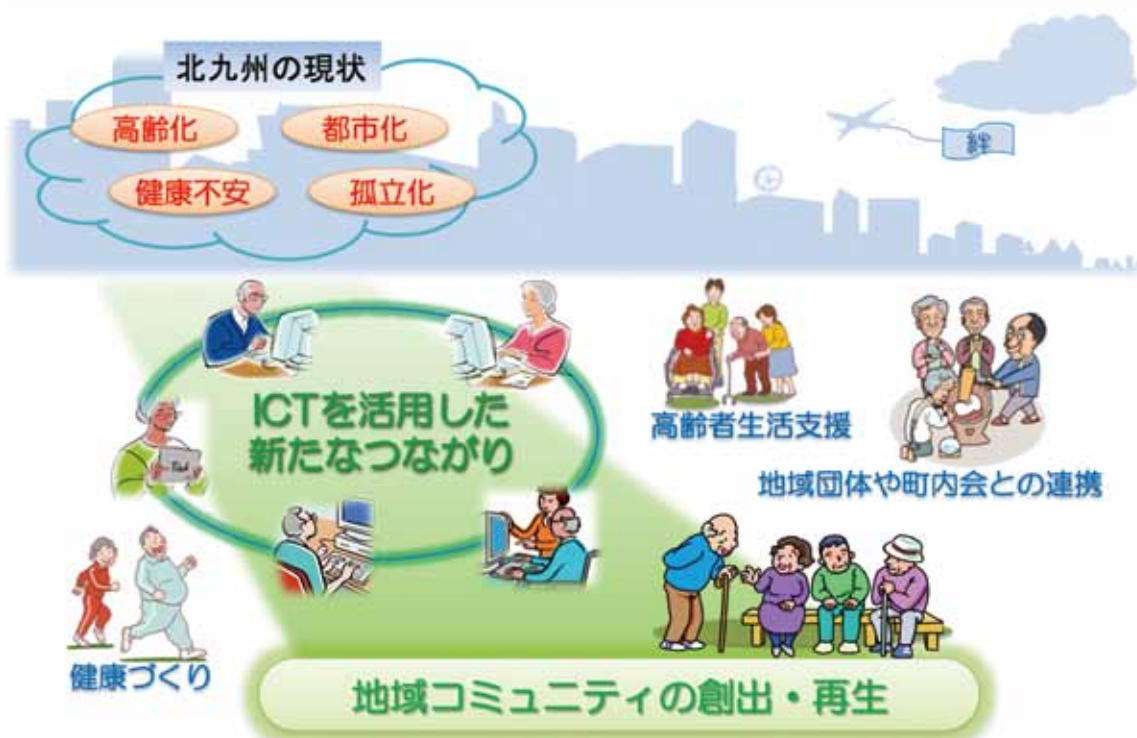 北九州の現状
高齢化
都市化
健康不安
孤立化
絆
ICTを活用した
新たなつながり
高齢者生活支援
地域団体や町内会との連携
健康づくり
地域コミュニティの創出・再生